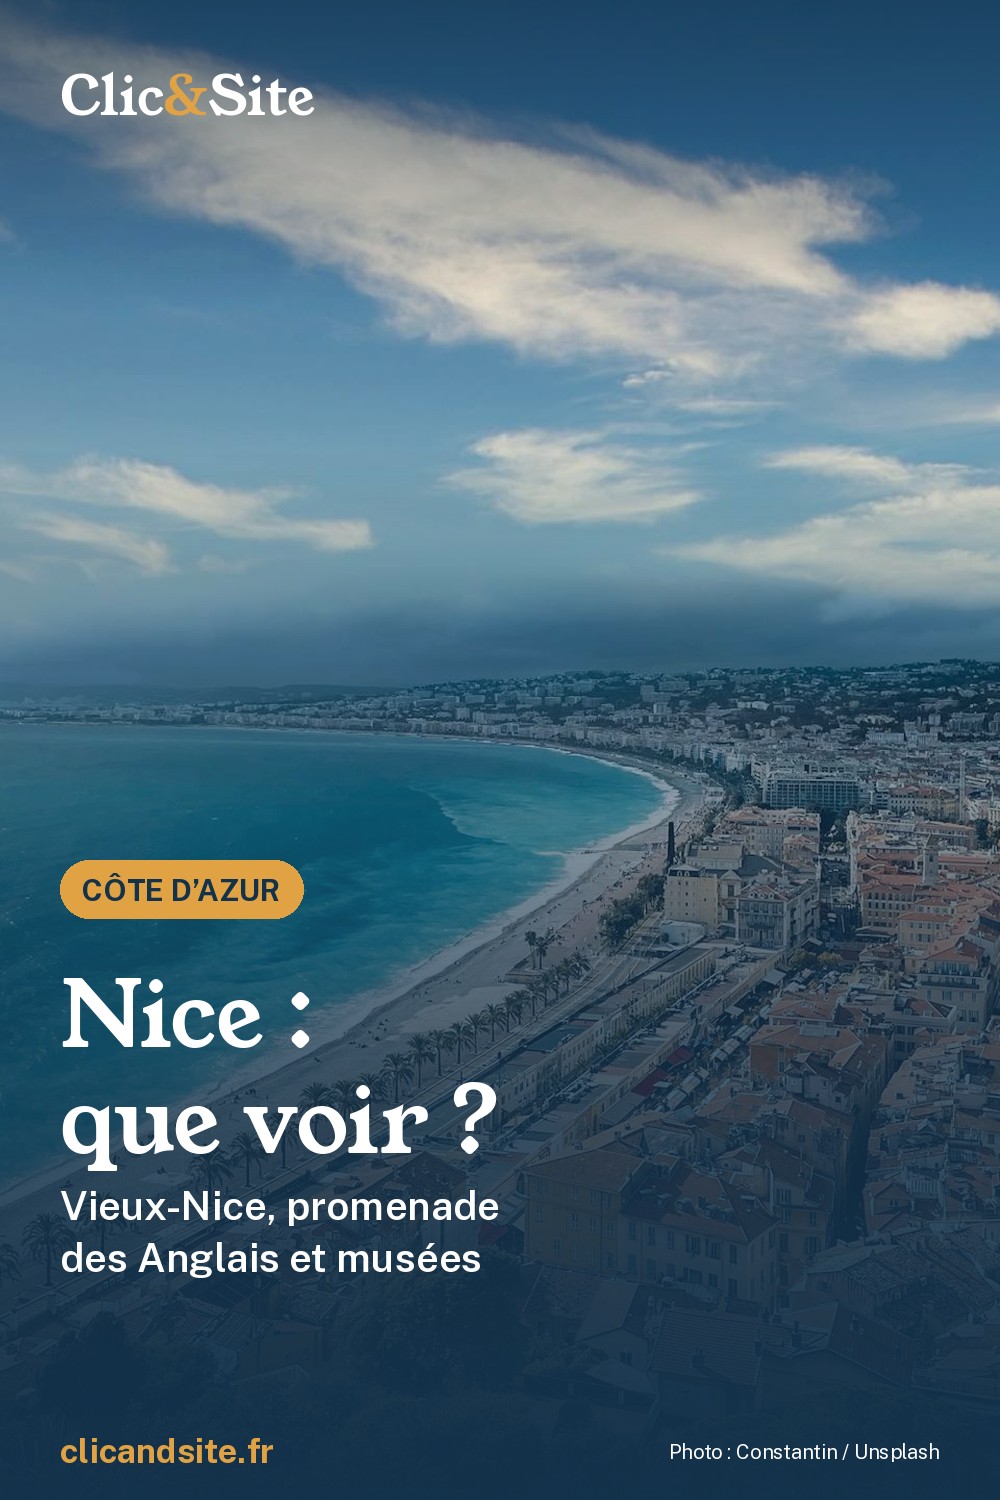 Clic&Site
CÔTE D’AZUR
Nice :
que voir ?
Vieux-Nice, promenade
des Anglais et musées
clicandsite.fr
Photo : Constantin / Unsplash